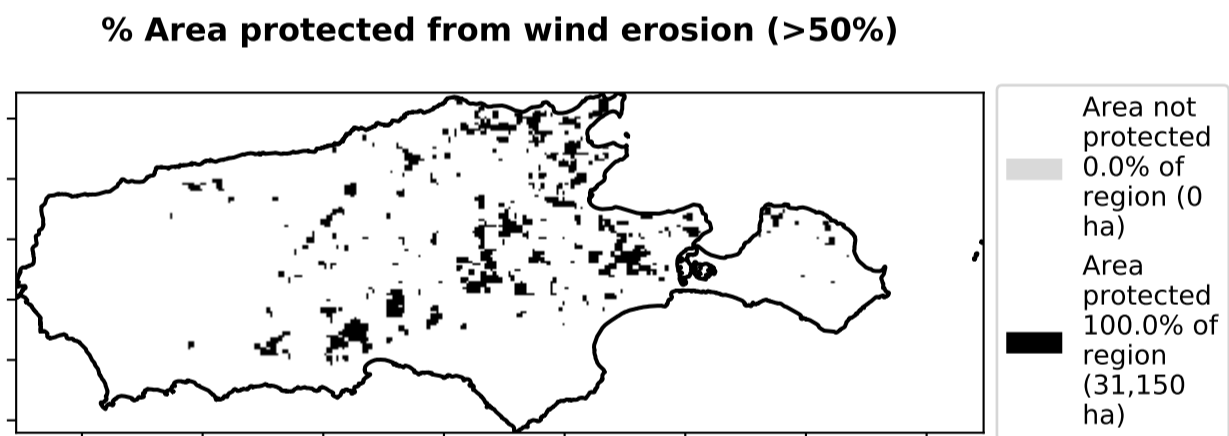 % Area protected from wind erosion (>50%)
Area not
protected
0.0% of
region (0
ha)
Area
protected
100.0% of
region
(31,150
ha)